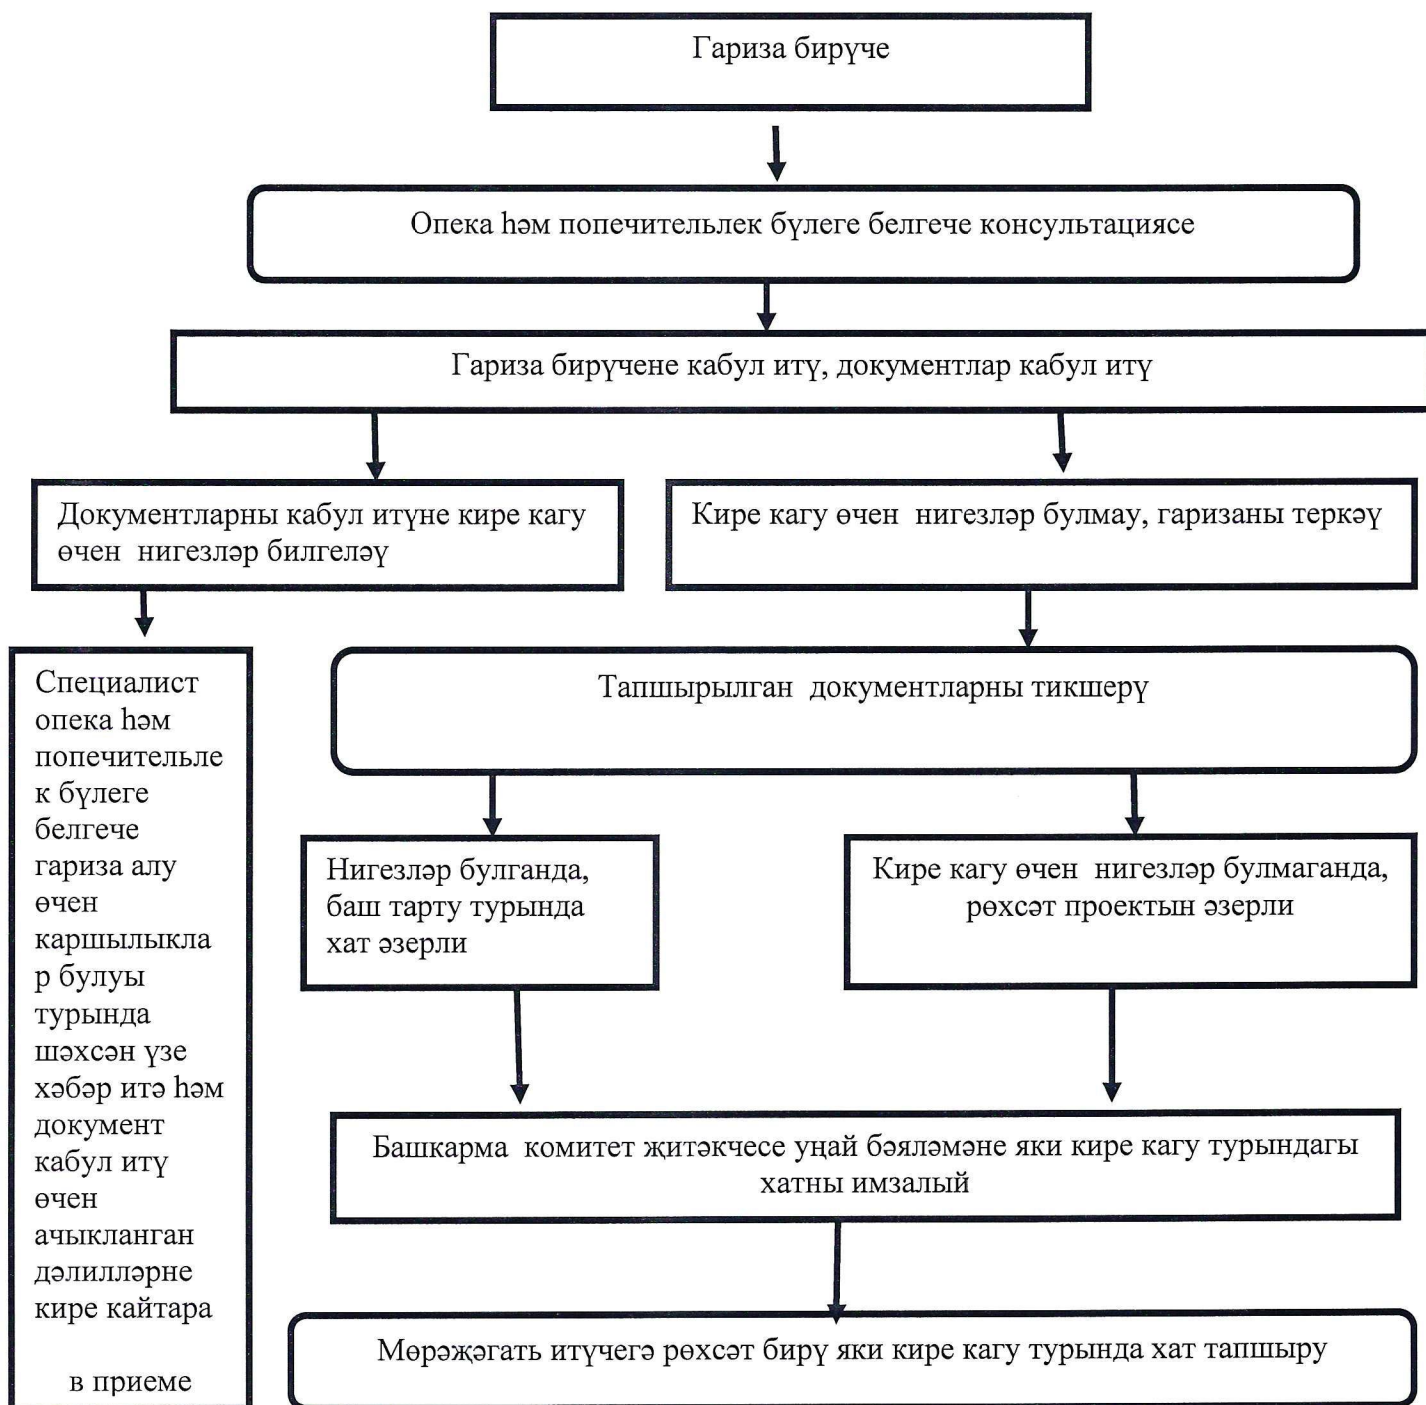 Гариза бирүче
Опека һәм попечительлек бүлеге белгече консультациясе
Гариза бирүчене кабул итү, документлар кабул итү
Документларны кабул итүне кире кагу
өчен нигезләр билгеләү
Кире кагу өчен нигезләр булмау, гаризаны теркәү
Специалист
опека һәм
попечительле
к бүлеге
белгече
гариза алу
өчен
каршылыкла
р булуы
турында
шәхсән үзе
хәбәр итә һәм
документ
кабул итү
өчен
ачыкланган
дәлилләрне
кире кайтара
в приеме
Тапшырылган документларны тикшерү
Нигезләр булганда,
баш тарту турында
хат әзерли
Кире кагу өчен нигезләр булмаганда,
рөхсәт проектын әзерли
Башкарма комитет җитәкчесе уңай бәяләмәне яки кире кагу турындагы
хатны имзалый
Мөрәҗәгать итүчегә рөхсәт бирү яки кире кагу турында хат тапшыру